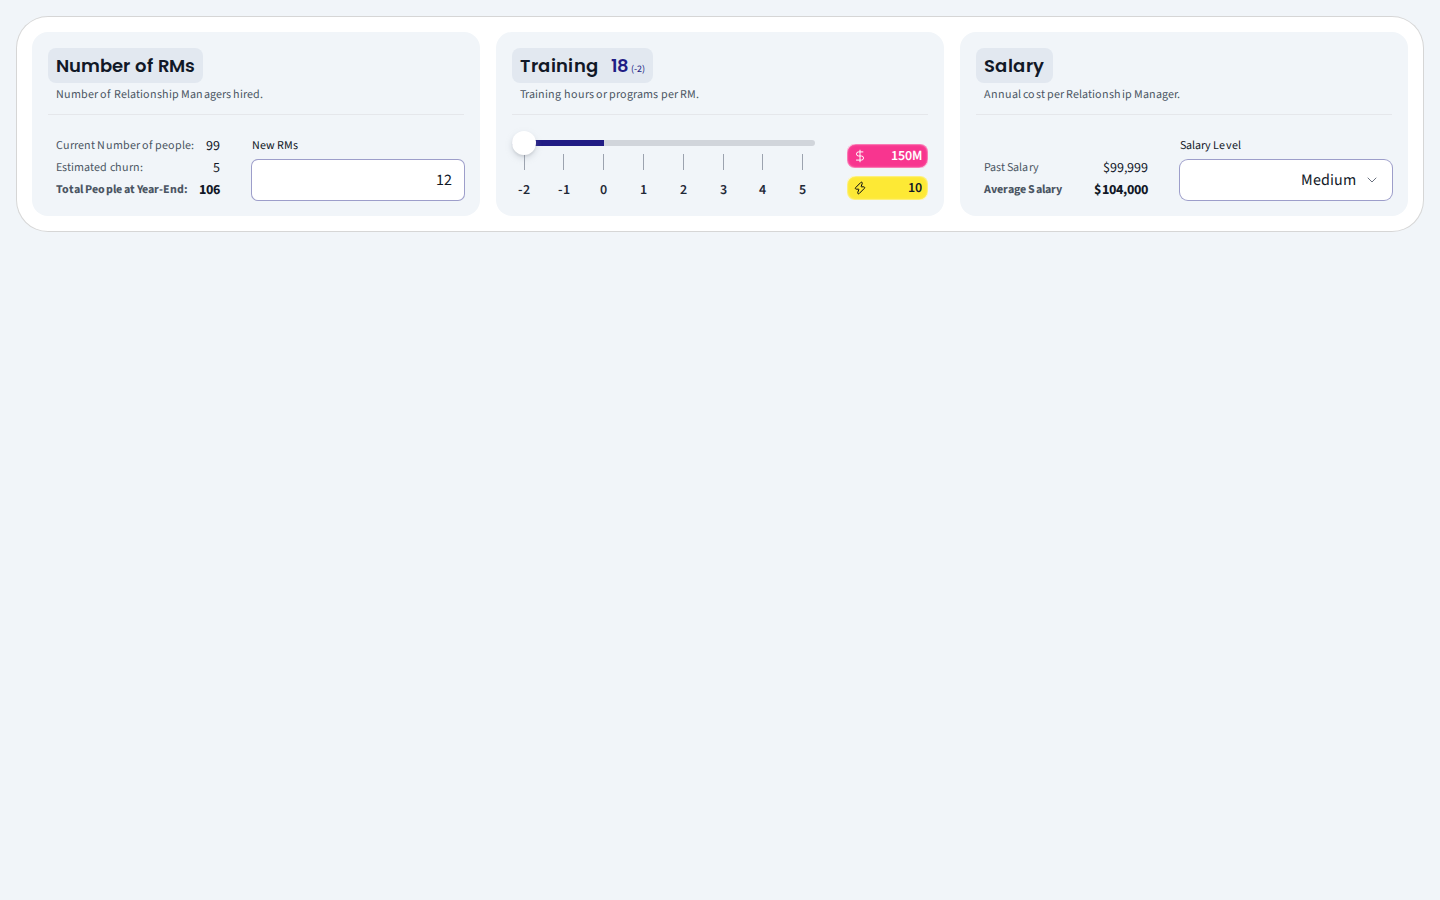 Number of RMs
Number of Relationship Managers hired.
Current Number of people: 99
Estimated churn: 5
Total People at Year-End: 106
New RMs
12
Training 18 (-2)
Training hours or programs per RM.
-2 -1 0 1 2 3 4 5
$ 150M
10
Salary
Annual cost per Relationship Manager.
Past Salary $99,999
Average Salary $104,000
Salary Level
Medium